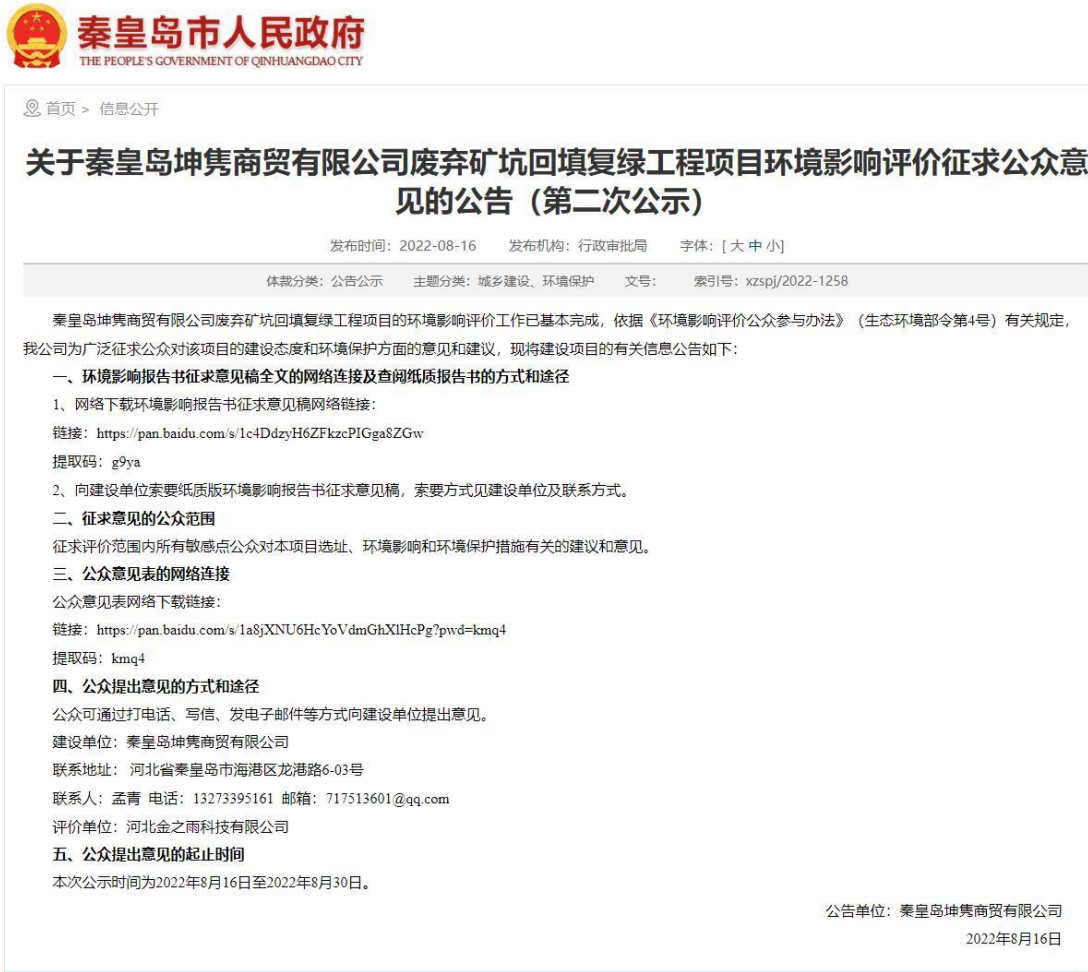 秦皇岛市人民政府
THE PEOPLE'S GOVERNMENT OF QINHUANGDAO CITY
首页 > 信息公开
关于秦皇岛坤隽商贸有限公司废弃矿坑回填复绿工程项目环境影响评价征求公众意
见的公告（第二次公示）
发布时间：2022-08-16 发布机构：行政审批局 字体：[ 大 中 小]
体裁分类：公告公示 主题分类：城乡建设、环境保护 文号： 索引号：xzspj/2022-1258
秦皇岛坤隽商贸有限公司废弃矿坑回填复绿工程项目的环境影响评价工作已基本完成，依据《环境影响评价公众参与办法》（生态环境部令第4号）有关规定，
我公司为广泛征求公众对该项目的建设态度和环境保护方面的意见和建议，现将建设项目的有关信息公告如下：
一、环境影响报告书征求意见稿全文的网络连接及查阅纸质报告书的方式和途径
1、网络下载环境影响报告书征求意见稿网络链接：
链接：https://pan.baidu.com/s/1c4DdzyH6ZFkzcPIGga8ZGw
提取码：g9ya
2、向建设单位索要纸质版环境影响报告书征求意见稿，索要方式见建设单位及联系方式。
二、征求意见的公众范围
征求评价范围内所有敏感点公众对本项目选址、环境影响和环境保护措施有关的建议和意见。
三、公众意见表的网络连接
公众意见表网络下载链接：
链接：https://pan.baidu.com/s/1a8jXNU6HcYoVdmGhXlHcPg?pwd=kmq4
提取码：kmq4
四、公众提出意见的方式和途径
公众可通过打电话、写信、发电子邮件等方式向建设单位提出意见。
建设单位：秦皇岛坤隽商贸有限公司
联系地址： 河北省秦皇岛市海港区龙港路6-03号
联系人：孟青 电话：13273395161 邮箱：717513601@qq.com
评价单位：河北金之雨科技有限公司
五、公众提出意见的起止时间
本次公示时间为2022年8月16日至2022年8月30日。
公告单位：秦皇岛坤隽商贸有限公司
2022年8月16日